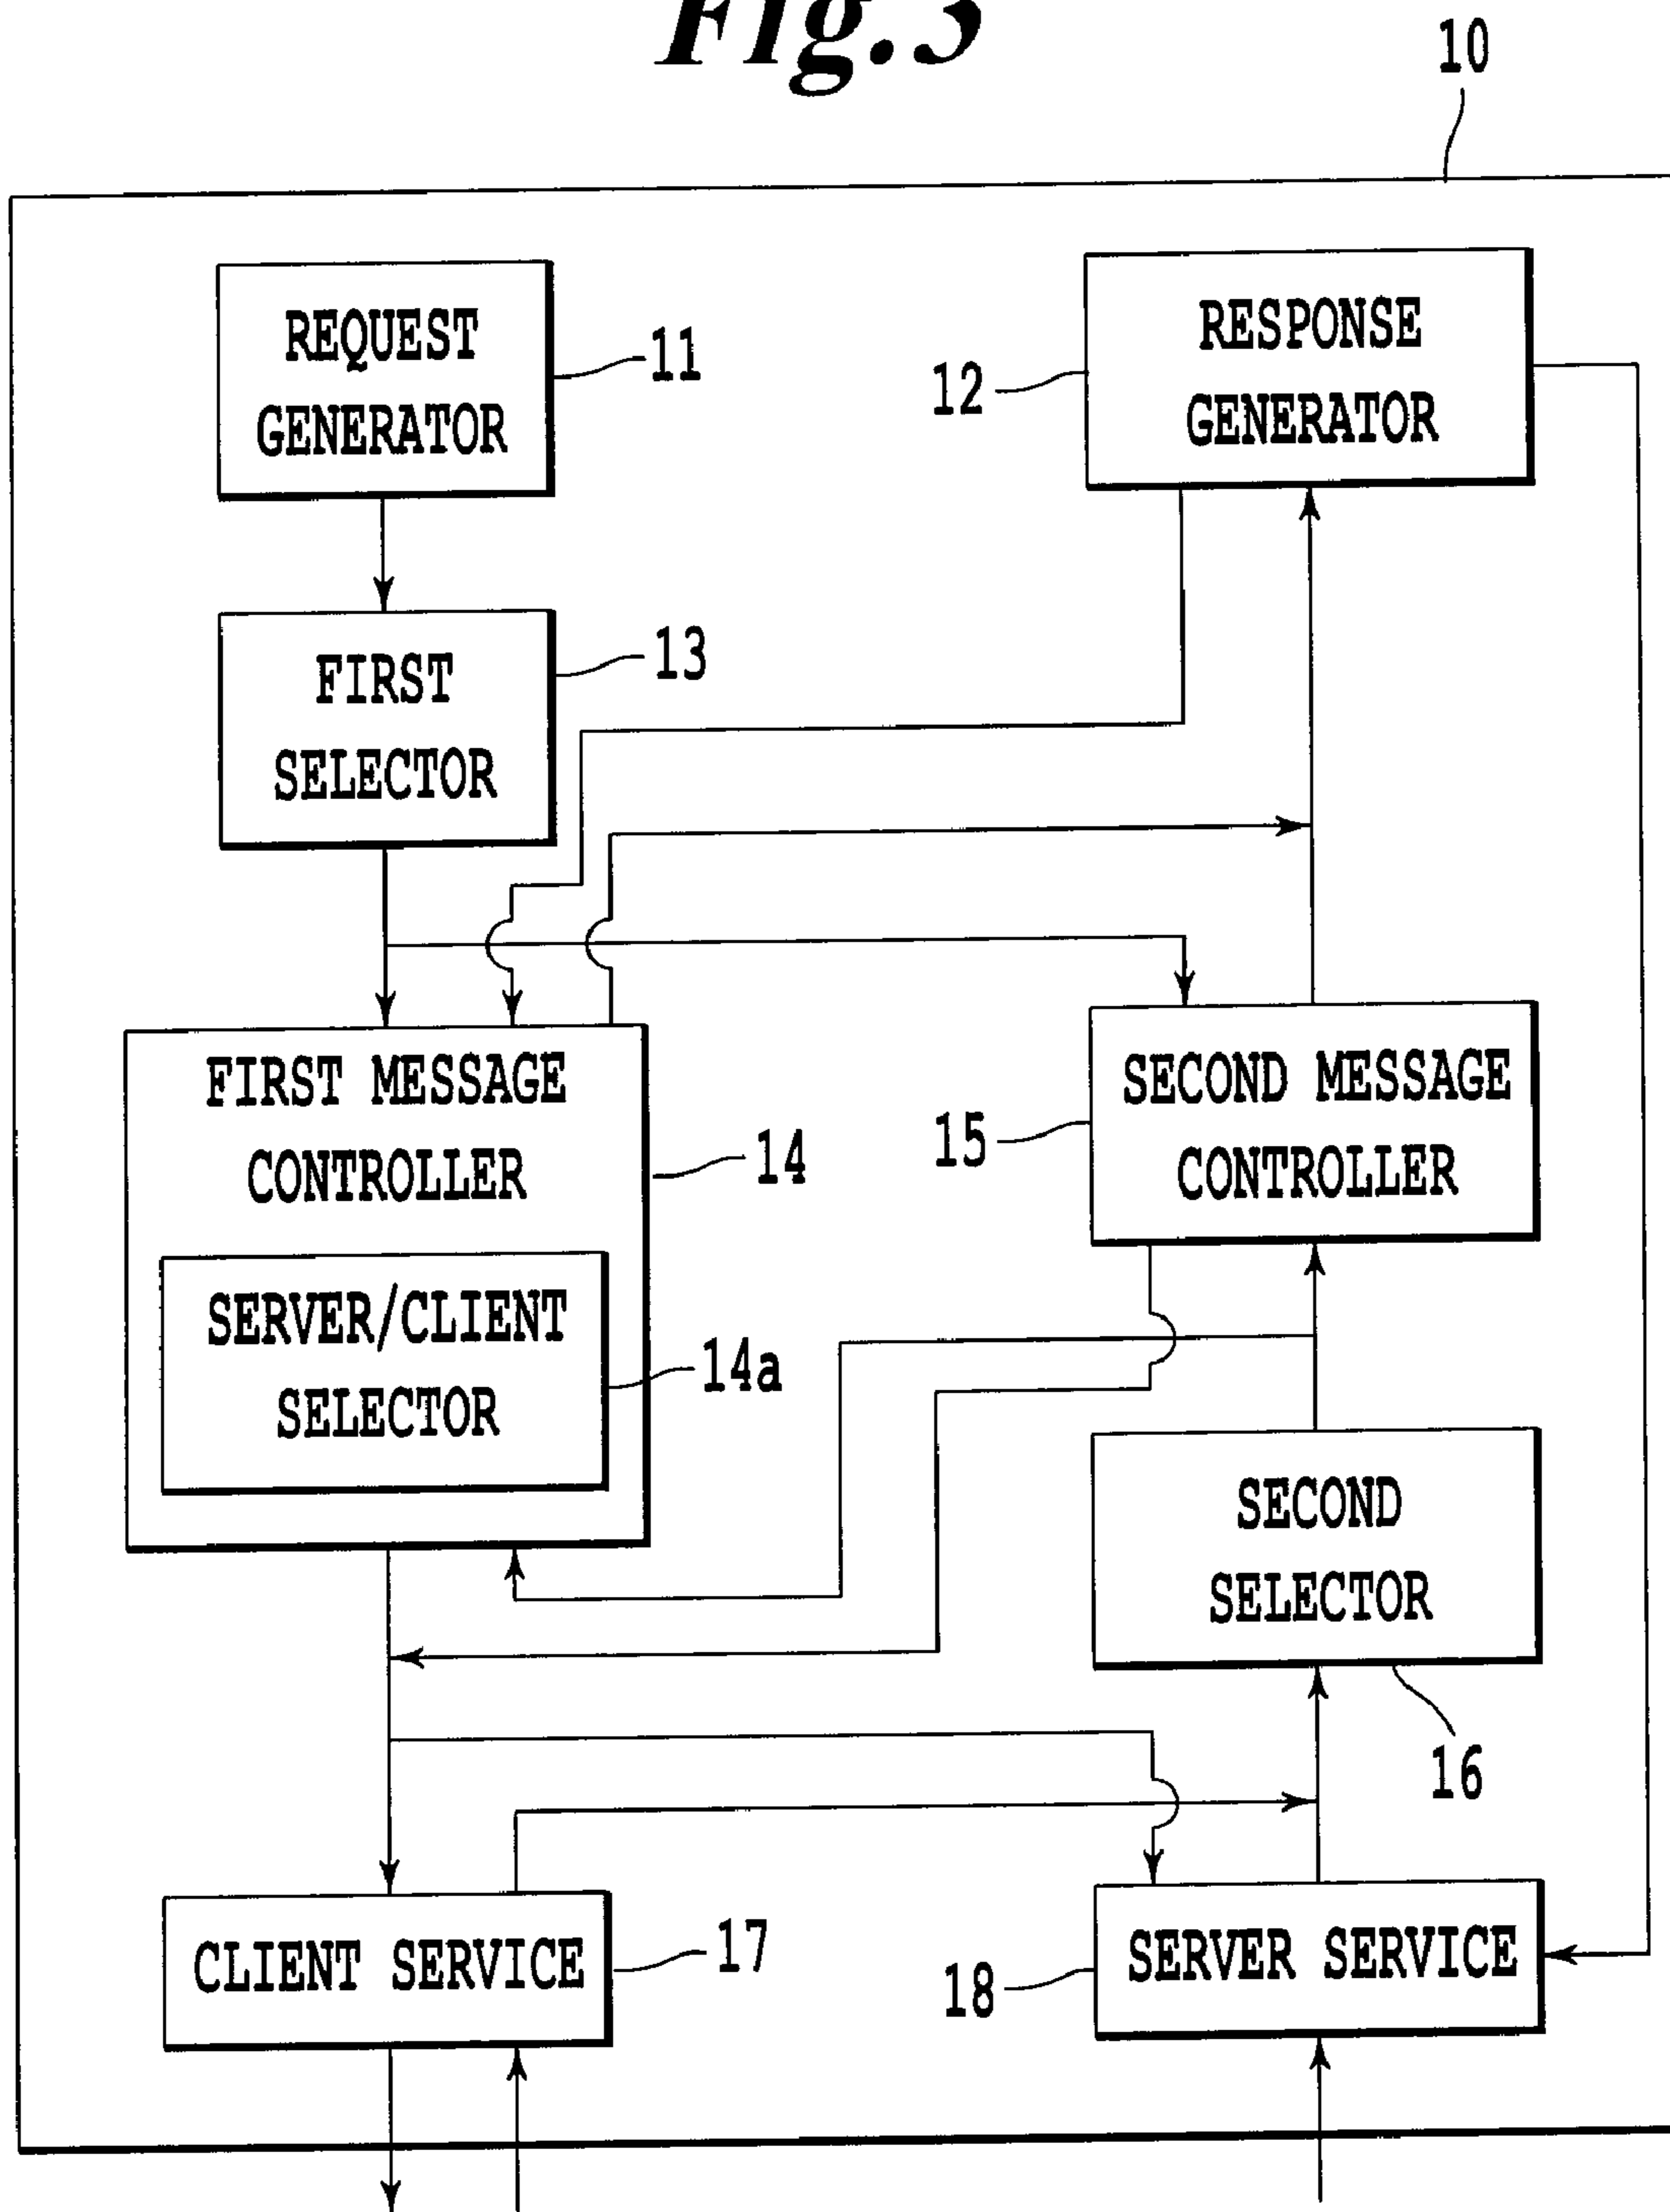 Fig.3
10
REQUEST
GENERATOR
11
RESPONSE
GENERATOR
12
FIRST
SELECTOR
13
FIRST MESSAGE
CONTROLLER
14
SERVER/CLIENT
SELECTOR
14a
SECOND MESSAGE
CONTROLLER
15
SECOND
SELECTOR
16
CLIENT SERVICE
17
SERVER SERVICE
18